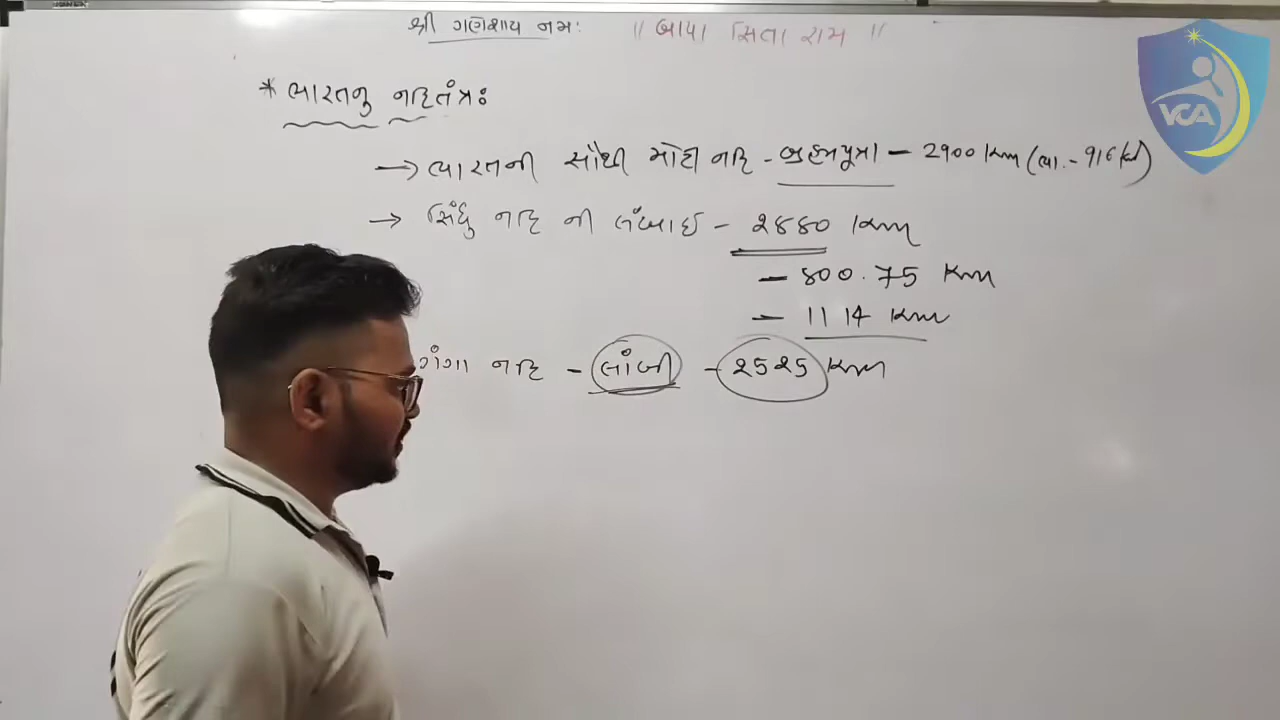 શ્રી ગણેશાય નમઃ ॥ બાપા સિતા રામ ॥
VCA
* ભારતનુ નદિતંત્રઃ
→ ભારતની સૌથી મોટી નદિ - બ્રહ્મપૂત્રા - 2900 Km (ભા. - 916 Km)
→ સિંધુ નદિ ની લંબાઈ - 2880 Km
- 800.75 Km
- 1114 Km
ગંગા નદિ - લાંબી - 2525 Km